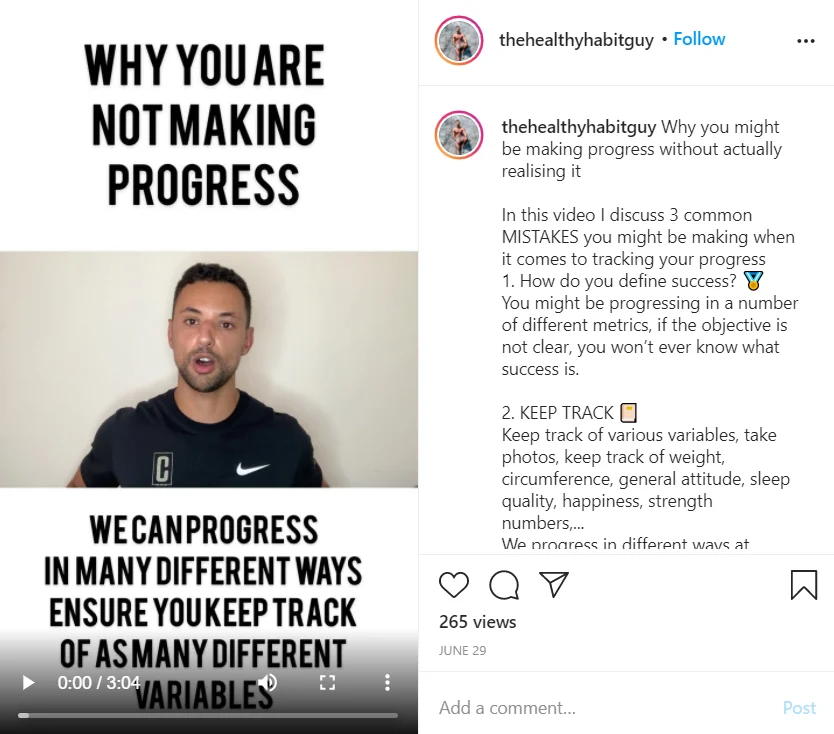 WHY YOU ARE
NOT MAKING
PROGRESS
C
WE CAN PROGRESS
IN MANY DIFFERENT WAYS
ENSURE YOU KEEP TRACK
OF AS MANY DIFFERENT
VARIABLES
0:00 / 3:04
thehealthyhabitguy • Follow
thehealthyhabitguy Why you might
be making progress without actually
realising it
In this video I discuss 3 common
MISTAKES you might be making when
it comes to tracking your progress
1. How do you define success? 🏅
You might be progressing in a number
of different metrics, if the objective is
not clear, you won’t ever know what
success is.
2. KEEP TRACK 📔
Keep track of various variables, take
photos, keep track of weight,
circumference, general attitude, sleep
quality, happiness, strength
numbers,...
We progress in different ways at
265 views
JUNE 29
Add a comment...
Post